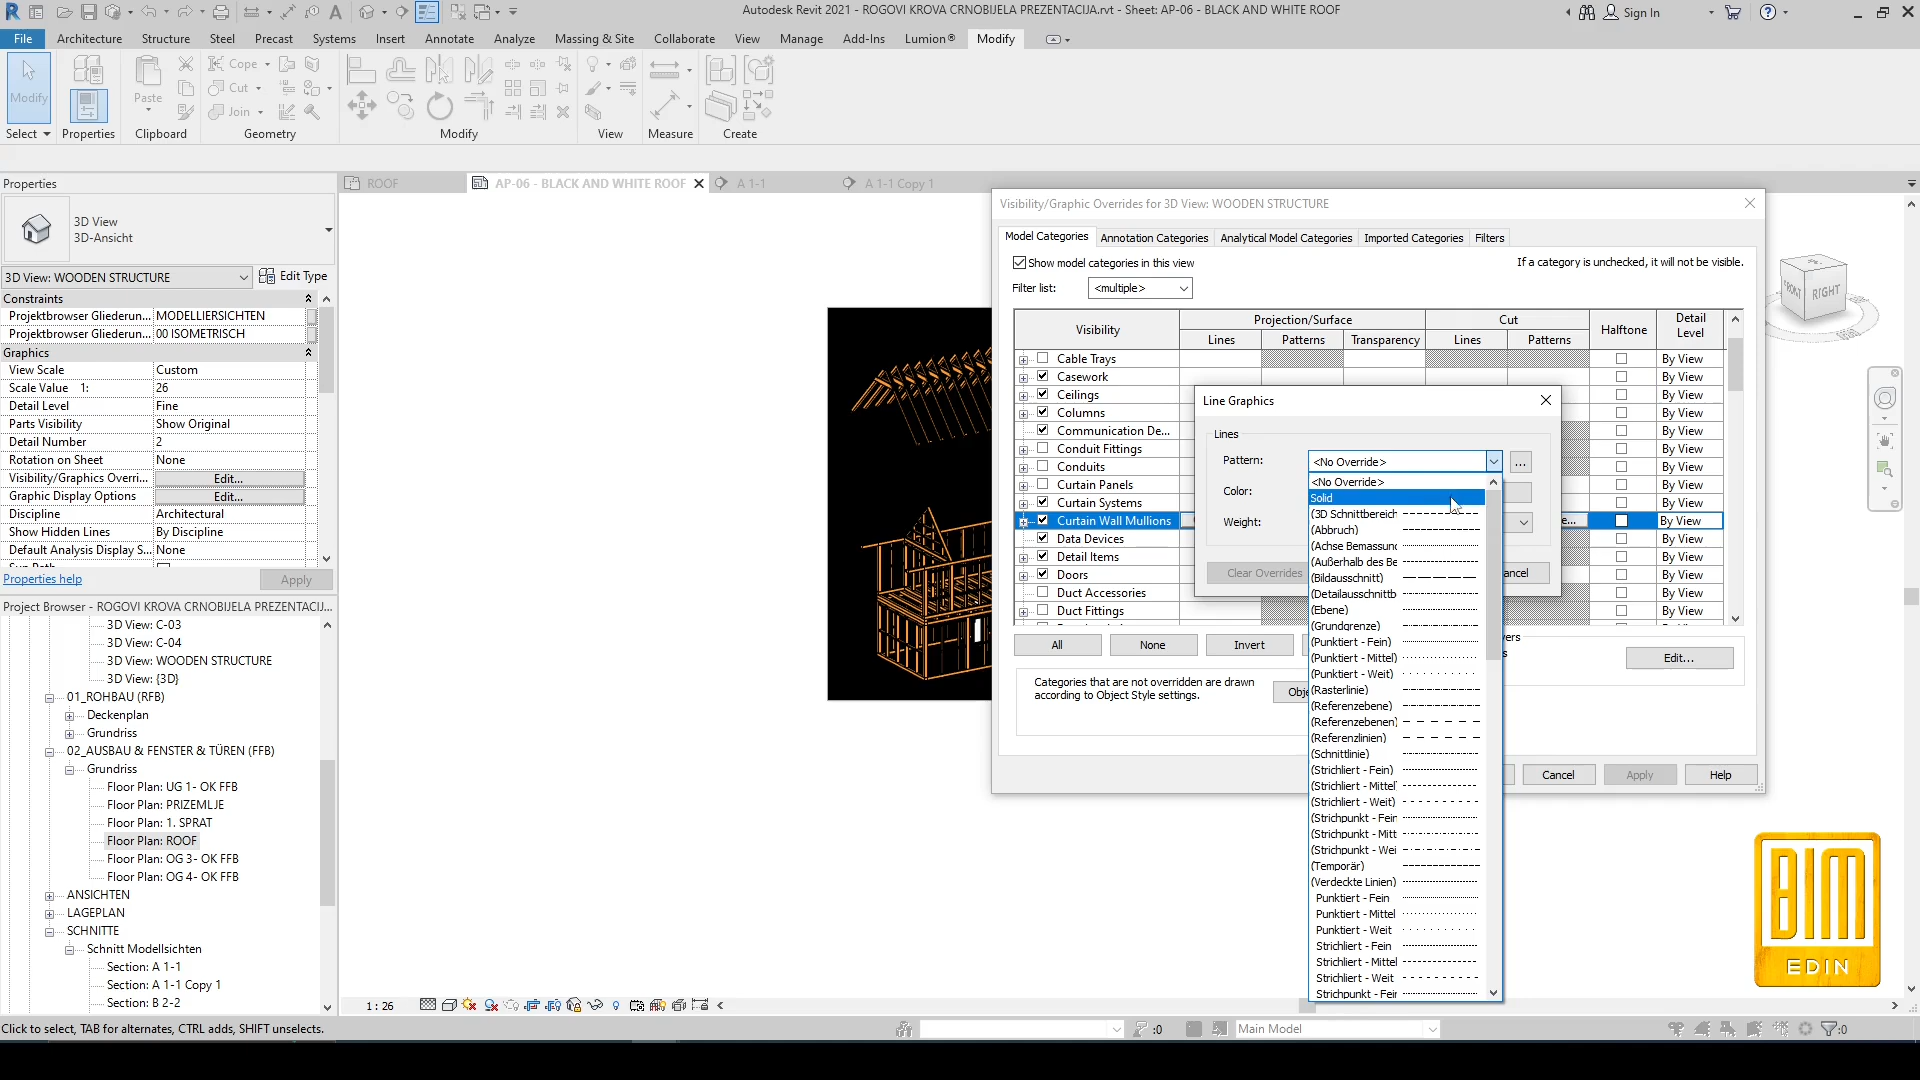 Autodesk Revit 2021 - ROGOVI KROVA CRNOBIJELA PREZENTACIJA.rvt - Sheet: AP-06 - BLACK AND WHITE ROOF
Sign In
File Architecture Structure Steel Precast Systems Insert Annotate Analyze Massing & Site Collaborate View Manage Add-Ins Lumion® Modify
Modify Paste Cope Cut Join
Select Properties Clipboard Geometry Modify View Measure Create
Properties
ROOF AP-06 - BLACK AND WHITE ROOF A 1-1 A 1-1 Copy 1
3D View
3D-Ansicht
3D View: WOODEN STRUCTURE Edit Type
Constraints
Projektbrowser Gliederun... MODELLIERSICHTEN
Projektbrowser Gliederun... 00 ISOMETRISCH
Graphics
View Scale Custom
Scale Value 1: 26
Detail Level Fine
Parts Visibility Show Original
Detail Number 2
Rotation on Sheet None
Visibility/Graphics Overri... Edit...
Graphic Display Options Edit...
Discipline Architectural
Show Hidden Lines By Discipline
Default Analysis Display S... None
Properties help Apply
Project Browser - ROGOVI KROVA CRNOBIJELA PREZENTACIJ...
3D View: C-03
3D View: C-04
3D View: WOODEN STRUCTURE
3D View: {3D}
01_ROHBAU (RFB)
Deckenplan
Grundriss
02_AUSBAU & FENSTER & TÜREN (FFB)
Grundriss
Floor Plan: UG 1- OK FFB
Floor Plan: PRIZEMLJE
Floor Plan: 1. SPRAT
Floor Plan: ROOF
Floor Plan: OG 3- OK FFB
Floor Plan: OG 4- OK FFB
ANSICHTEN
LAGEPLAN
SCHNITTE
Schnitt Modellsichten
Section: A 1-1
Section: A 1-1 Copy 1
Section: B 2-2
Visibility/Graphic Overrides for 3D View: WOODEN STRUCTURE
Model Categories Annotation Categories Analytical Model Categories Imported Categories Filters
Show model categories in this view If a category is unchecked, it will not be visible.
Filter list: <multiple>
Visibility Projection/Surface Cut Halftone Detail Level
Lines Patterns Transparency Lines Patterns
Cable Trays By View
Casework By View
Ceilings By View
Columns By View
Communication De... By View
Conduit Fittings By View
Conduits By View
Curtain Panels By View
Curtain Systems By View
Curtain Wall Mullions By View
Data Devices By View
Detail Items By View
Doors By View
Duct Accessories By View
Duct Fittings By View
All None Invert
Categories that are not overridden are drawn
according to Object Style settings.
Edit...
Cancel Apply Help
Line Graphics
Lines
Pattern: <No Override> ...
Color:
Weight:
Clear Overrides
<No Override>
Solid
(3D Schnittbereich
(Abbruch)
(Achse Bemassung
(Außerhalb des Be
(Bildausschnitt)
(Detailausschnittb
(Ebene)
(Grundgrenze)
(Punktiert - Fein)
(Punktiert - Mittel)
(Punktiert - Weit)
(Rasterlinie)
(Referenzebene)
(Referenzebenen)
(Referenzlinien)
(Schnittlinie)
(Strichliert - Fein)
(Strichliert - Mittel)
(Strichliert - Weit)
(Strichpunkt - Fein
(Strichpunkt - Mitt
(Strichpunkt - Wei
(Temporär)
(Verdeckte Linien)
Punktiert - Fein
Punktiert - Mittel
Punktiert - Weit
Strichliert - Fein
Strichliert - Mittel
Strichliert - Weit
Strichpunkt - Fein
FRONT RIGHT
BIM
EDIN
1 : 26
Click to select, TAB for alternates, CTRL adds, SHIFT unselects. :0 Main Model :0